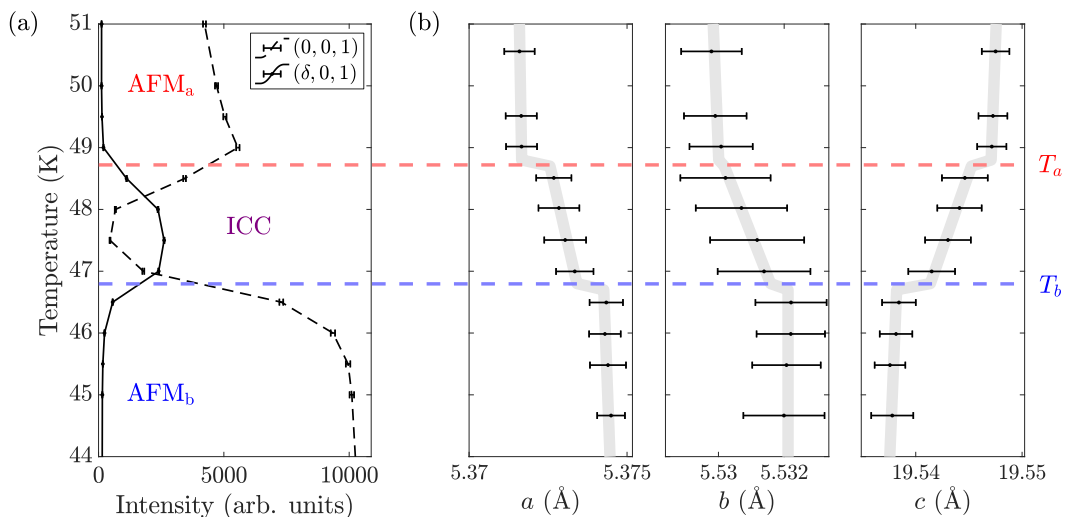 (a)
(b)
51
50
49
48
47
46
45
44
Temperature (K)
(0, 0, 1)
(δ, 0, 1)
AFMa
ICC
AFMb
Ta
Tb
0 5000 10000
Intensity (arb. units)
5.37 5.375
a (Å)
5.53 5.532
b (Å)
19.54 19.55
c (Å)